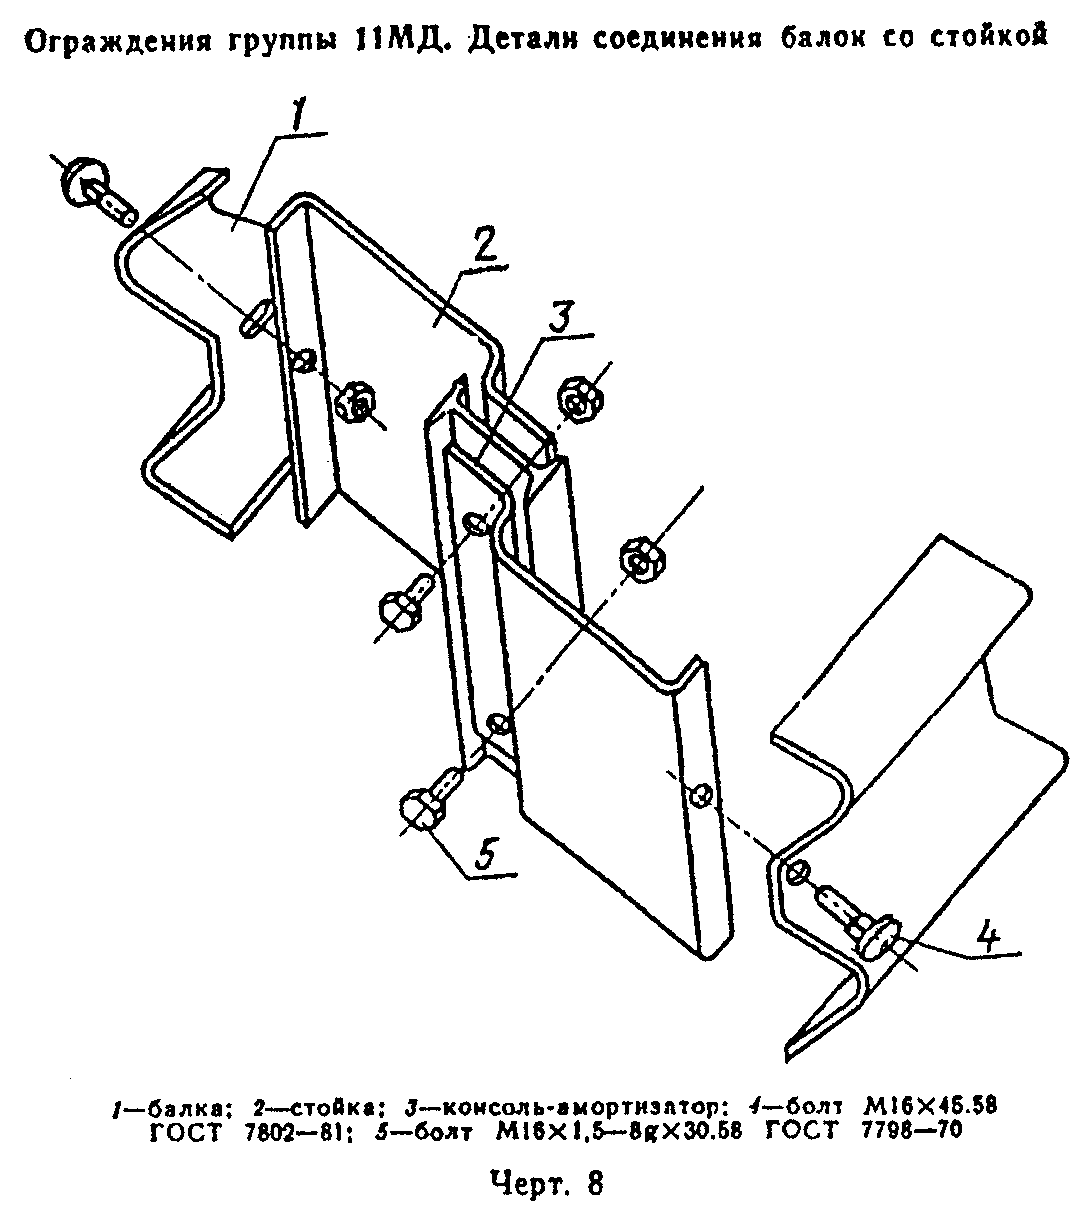 Ограждения группы 11МД. Детали соединения балок со стойкой
1
2
3
5
4
1—балка; 2—стойка; 3—консоль-амортизатор; 4—болт М16×45.58
ГОСТ 7802—81; 5—болт М16×1,5—8g×30.58 ГОСТ 7798—70
Черт. 8